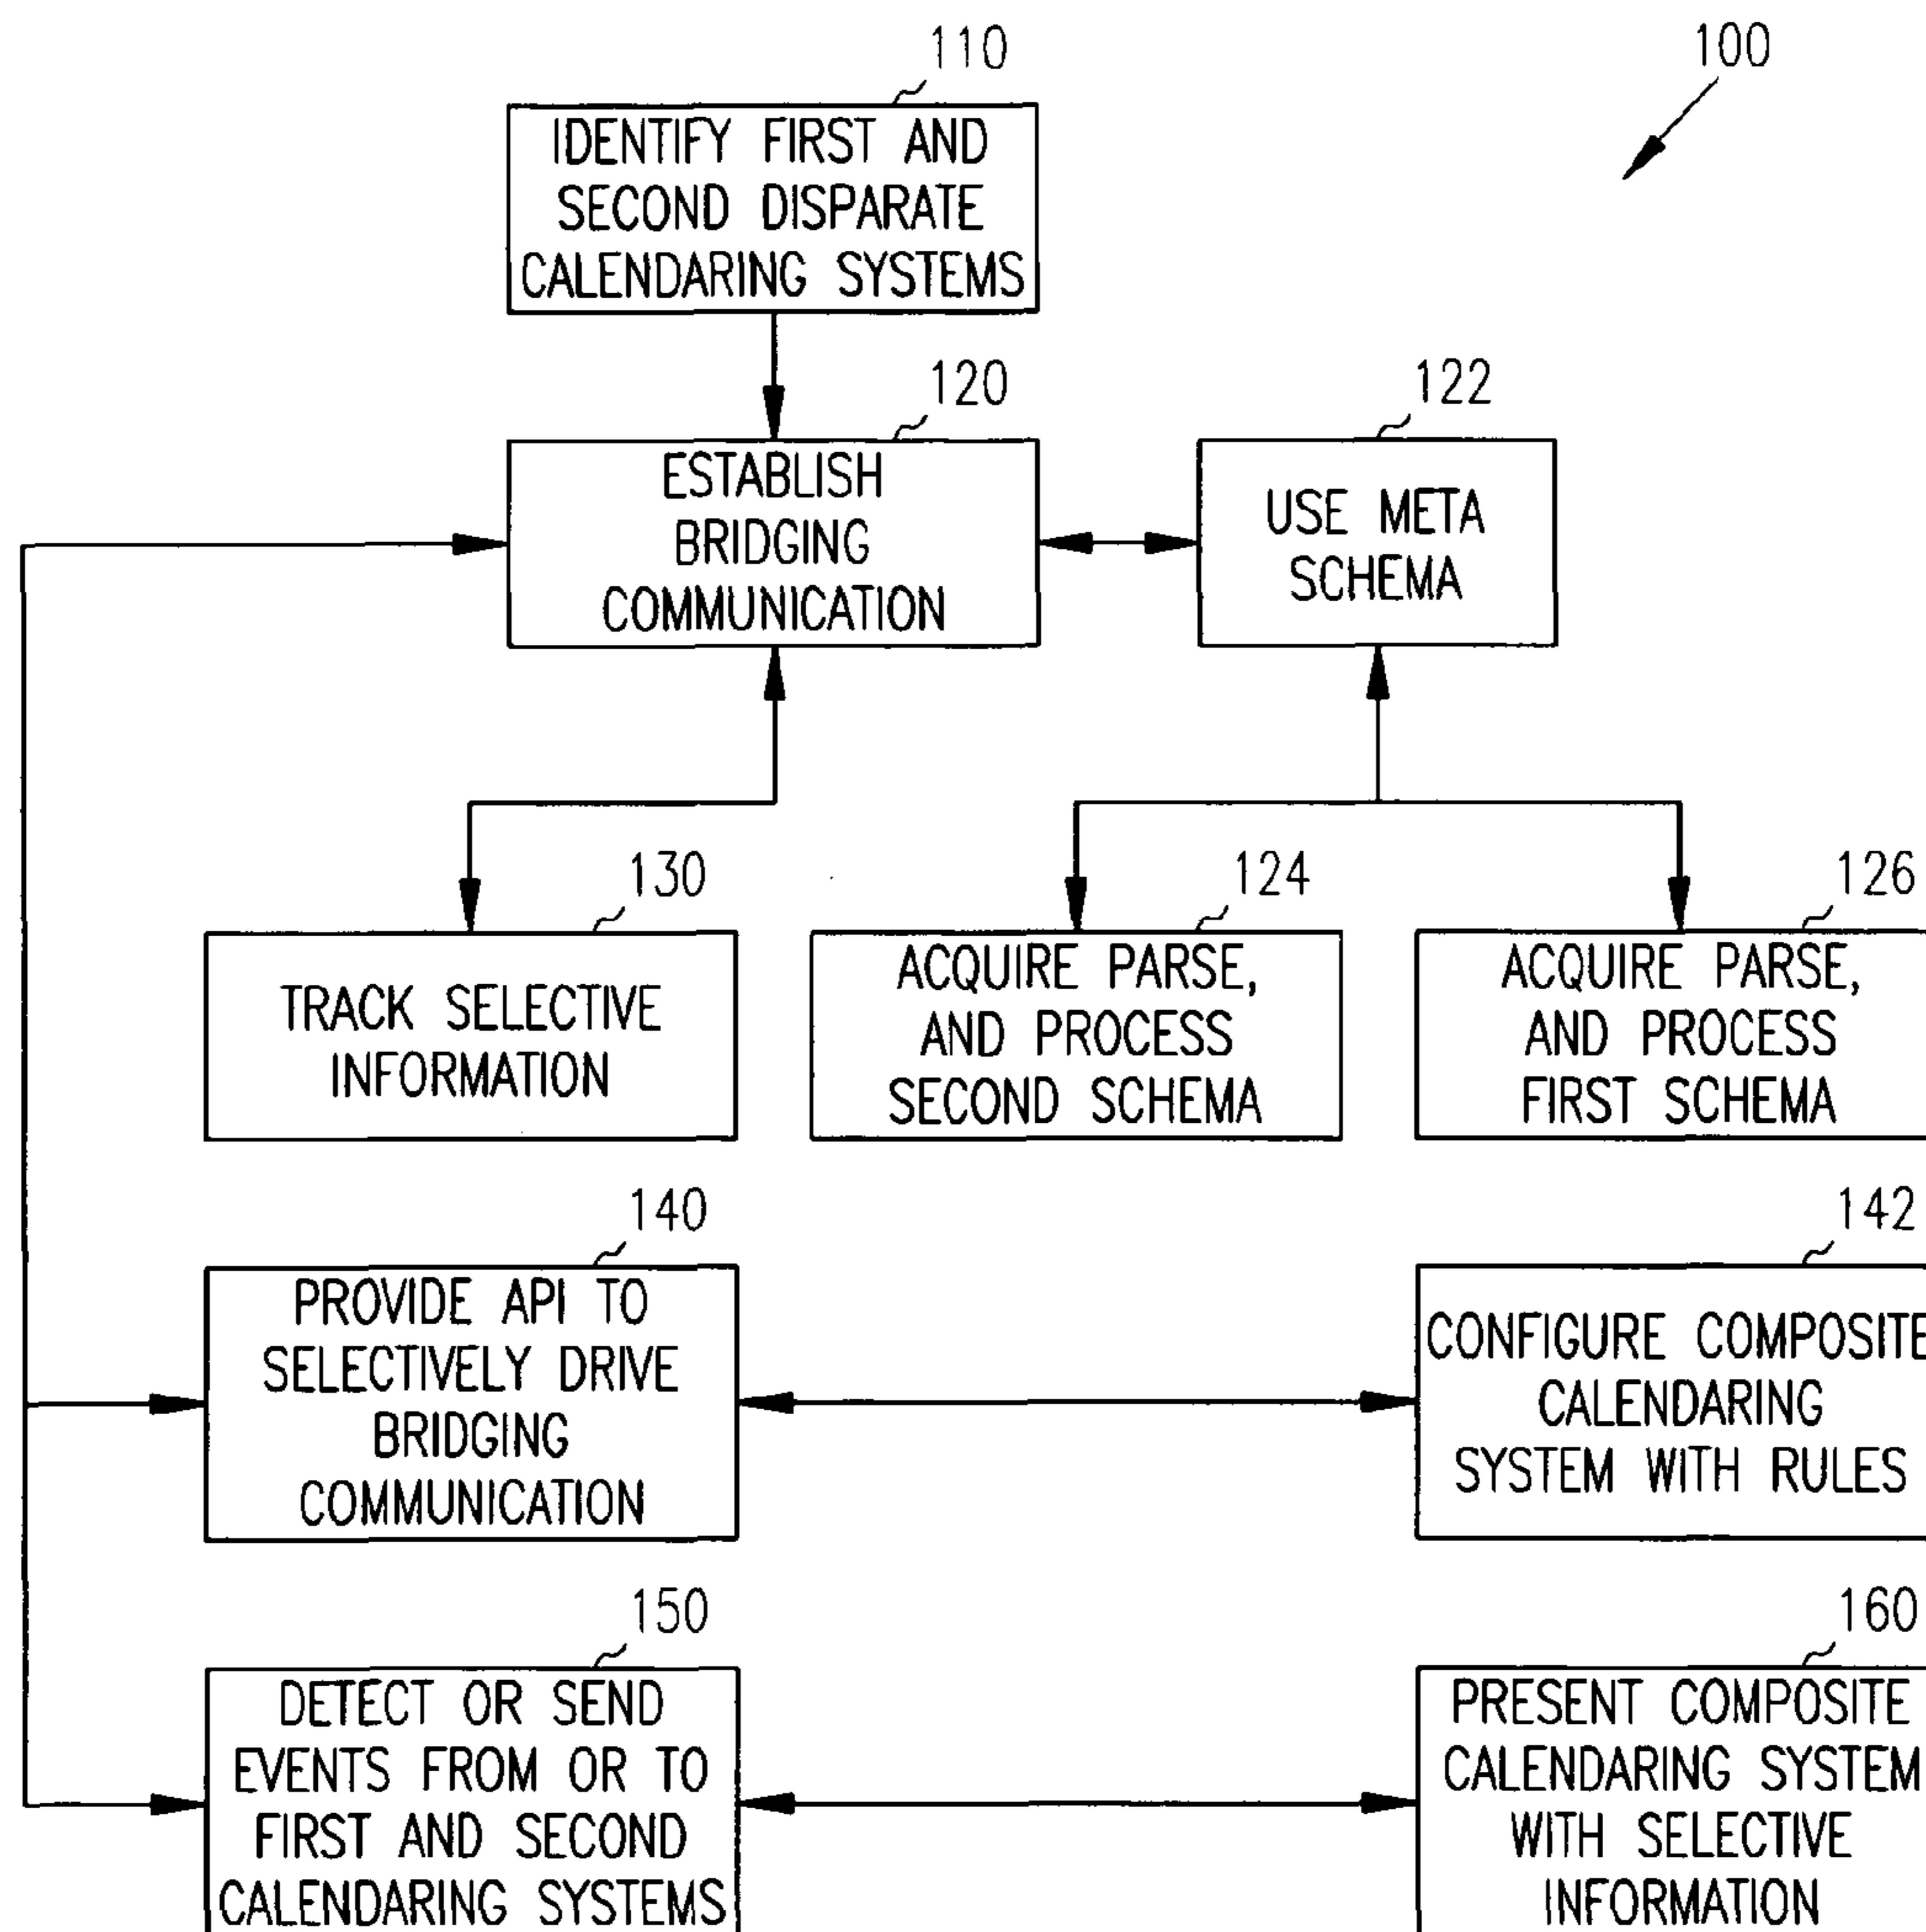 110
100
IDENTIFY FIRST AND
SECOND DISPARATE
CALENDARING SYSTEMS
120
122
ESTABLISH
BRIDGING
COMMUNICATION
USE META
SCHEMA
130
124
126
TRACK SELECTIVE
INFORMATION
ACQUIRE PARSE,
AND PROCESS
SECOND SCHEMA
ACQUIRE PARSE,
AND PROCESS
FIRST SCHEMA
140
142
PROVIDE API TO
SELECTIVELY DRIVE
BRIDGING
COMMUNICATION
CONFIGURE COMPOSITE
CALENDARING
SYSTEM WITH RULES
150
160
DETECT OR SEND
EVENTS FROM OR TO
FIRST AND SECOND
CALENDARING SYSTEMS
PRESENT COMPOSITE
CALENDARING SYSTEM
WITH SELECTIVE
INFORMATION